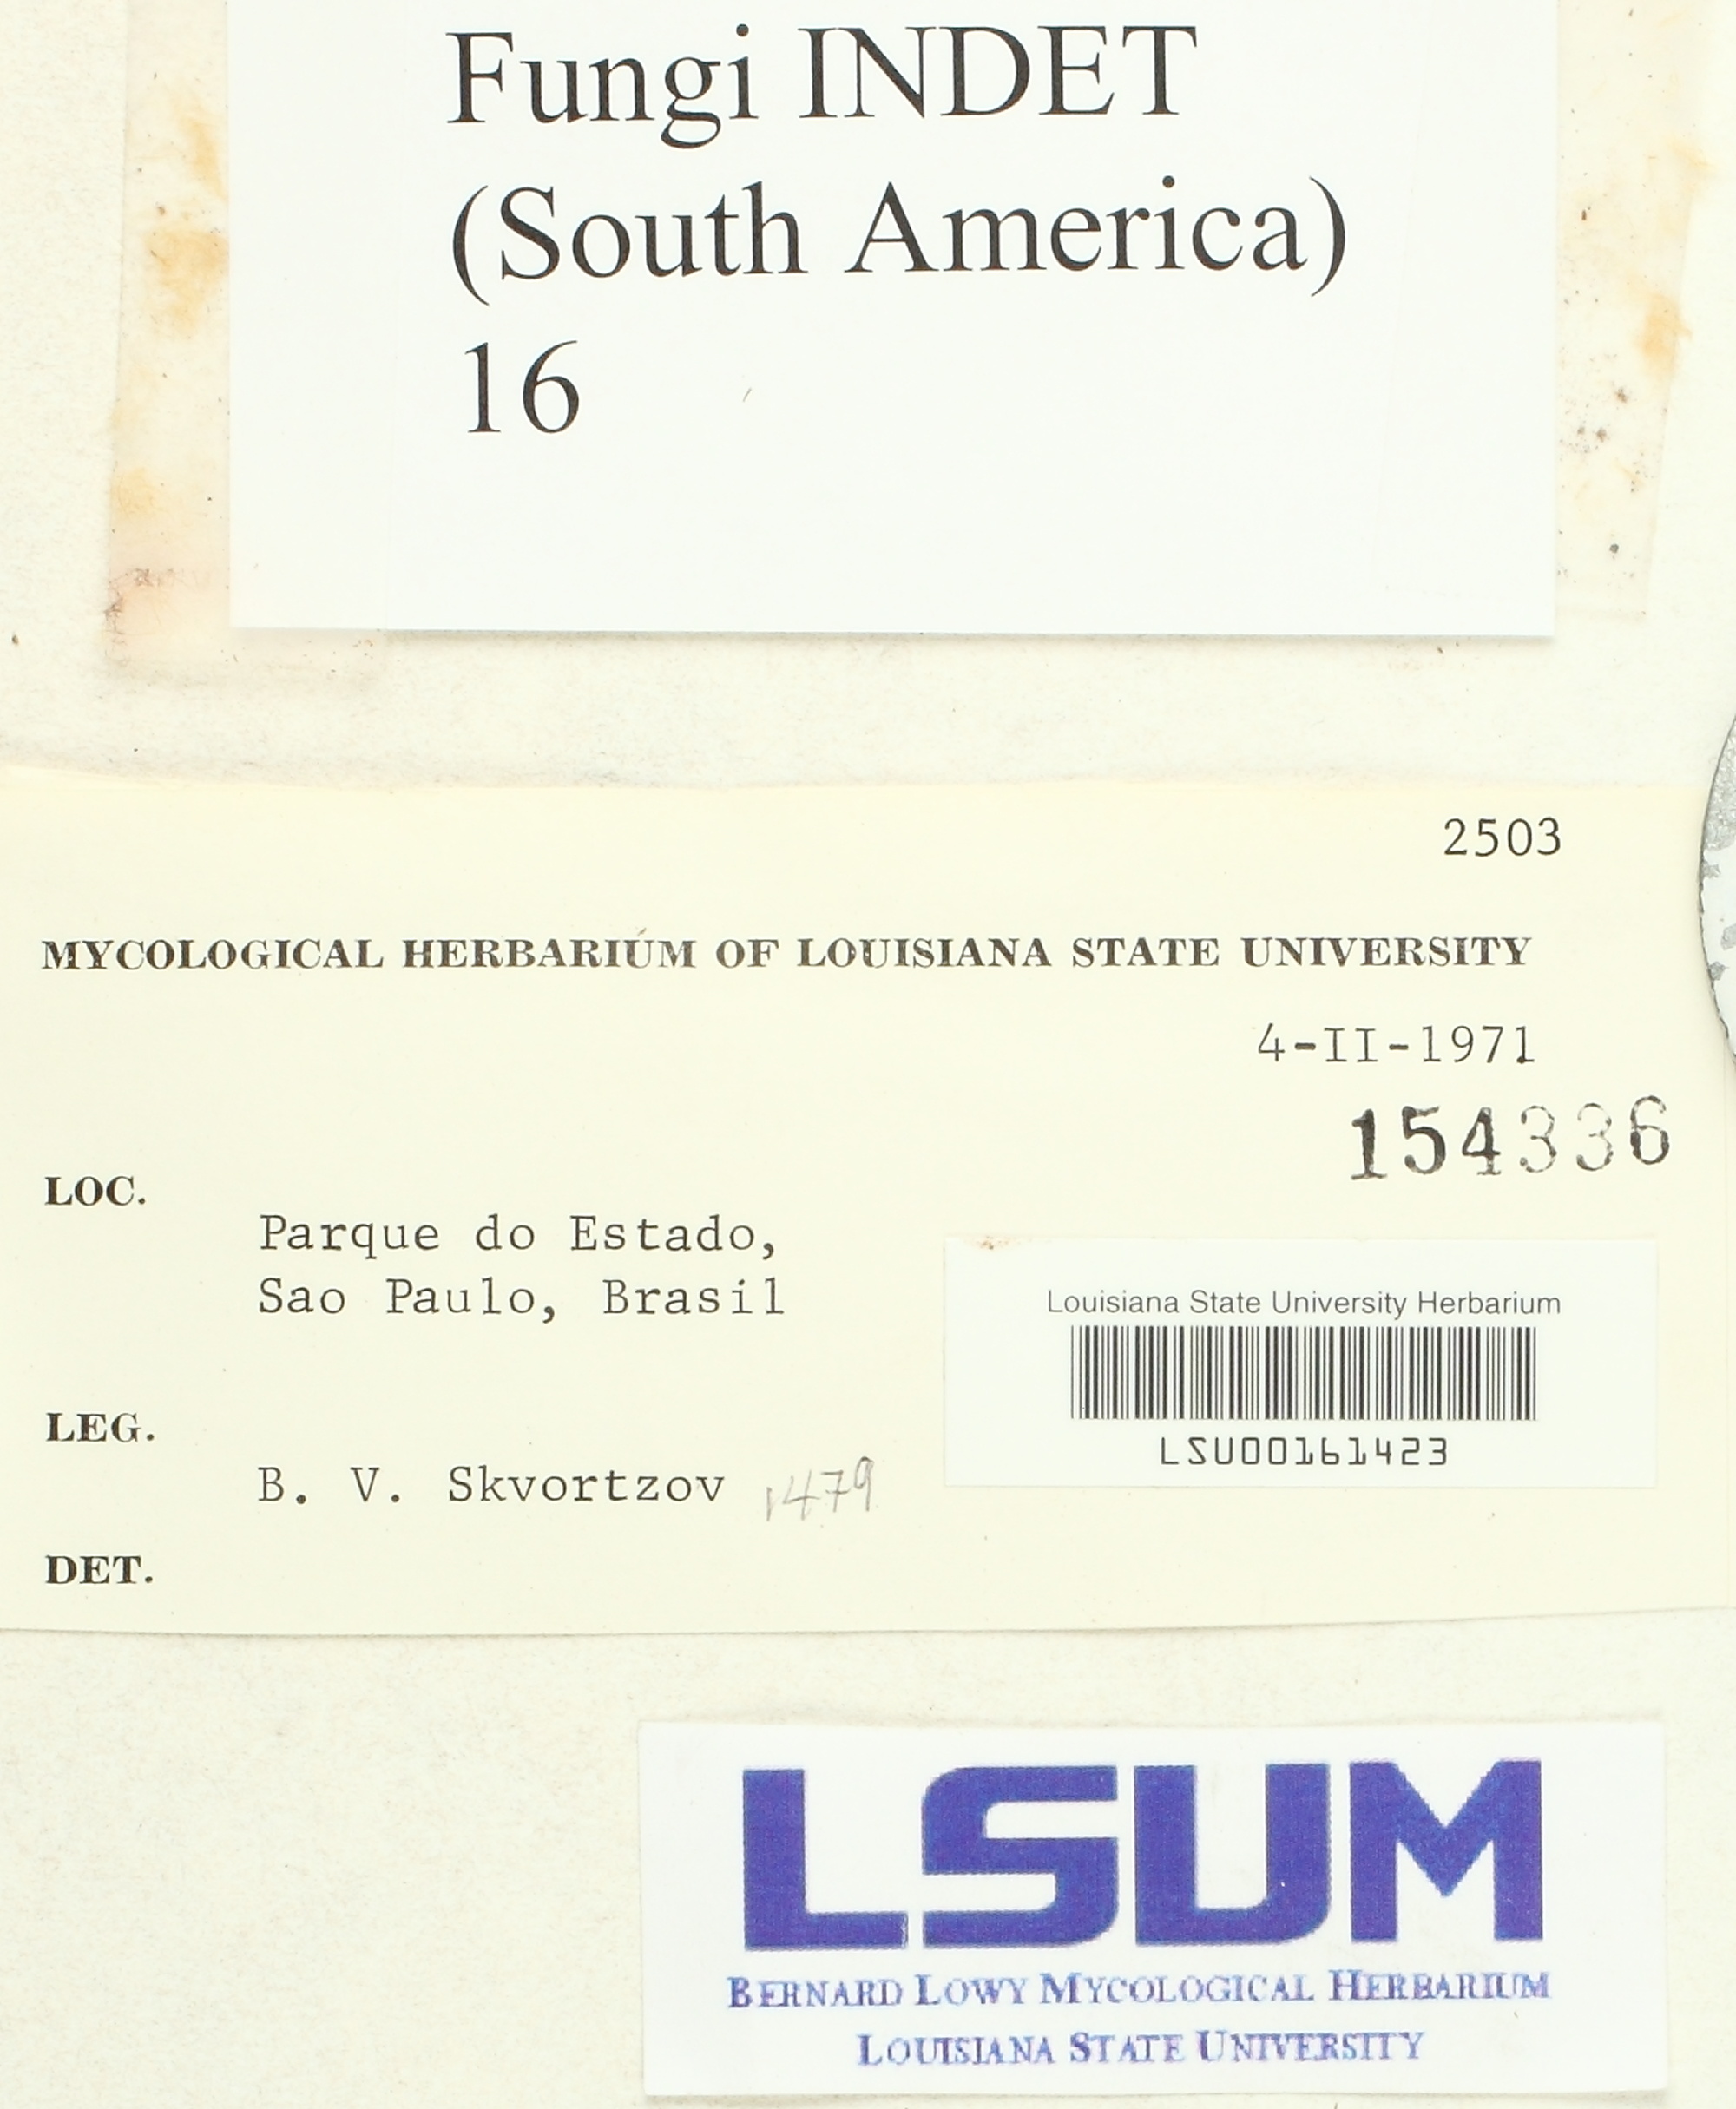 Fungi INDET
(South America)
16
2503
MYCOLOGICAL HERBARIUM OF LOUISIANA STATE UNIVERSITY
4-II-1971
154336
LOC.
Parque do Estado,
Sao Paulo, Brasil
Louisiana State University Herbarium
LSU00161423
LEG.
B. V. Skvortzov 1479
DET.
LSUM
BERNARD LOWY MYCOLOGICAL HERBARIUM
LOUISIANA STATE UNIVERSITY